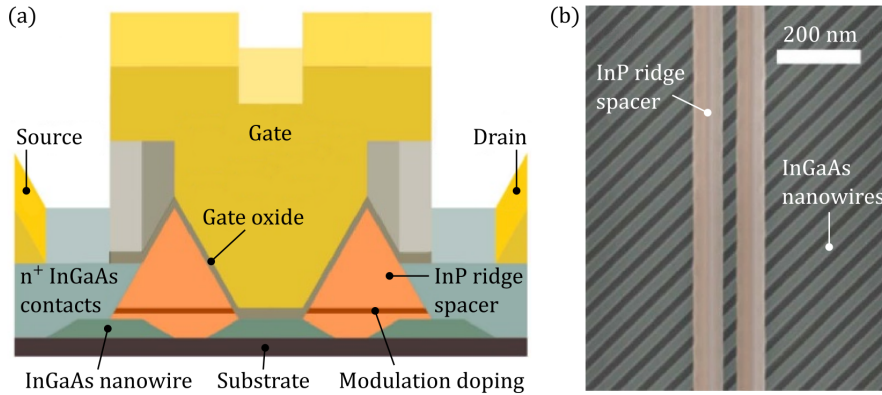 (a)
Source
Gate
Drain
Gate oxide
n⁺ InGaAs
contacts
InP ridge
spacer
InGaAs nanowire
Substrate
Modulation doping
(b)
200 nm
InP ridge
spacer
InGaAs
nanowires